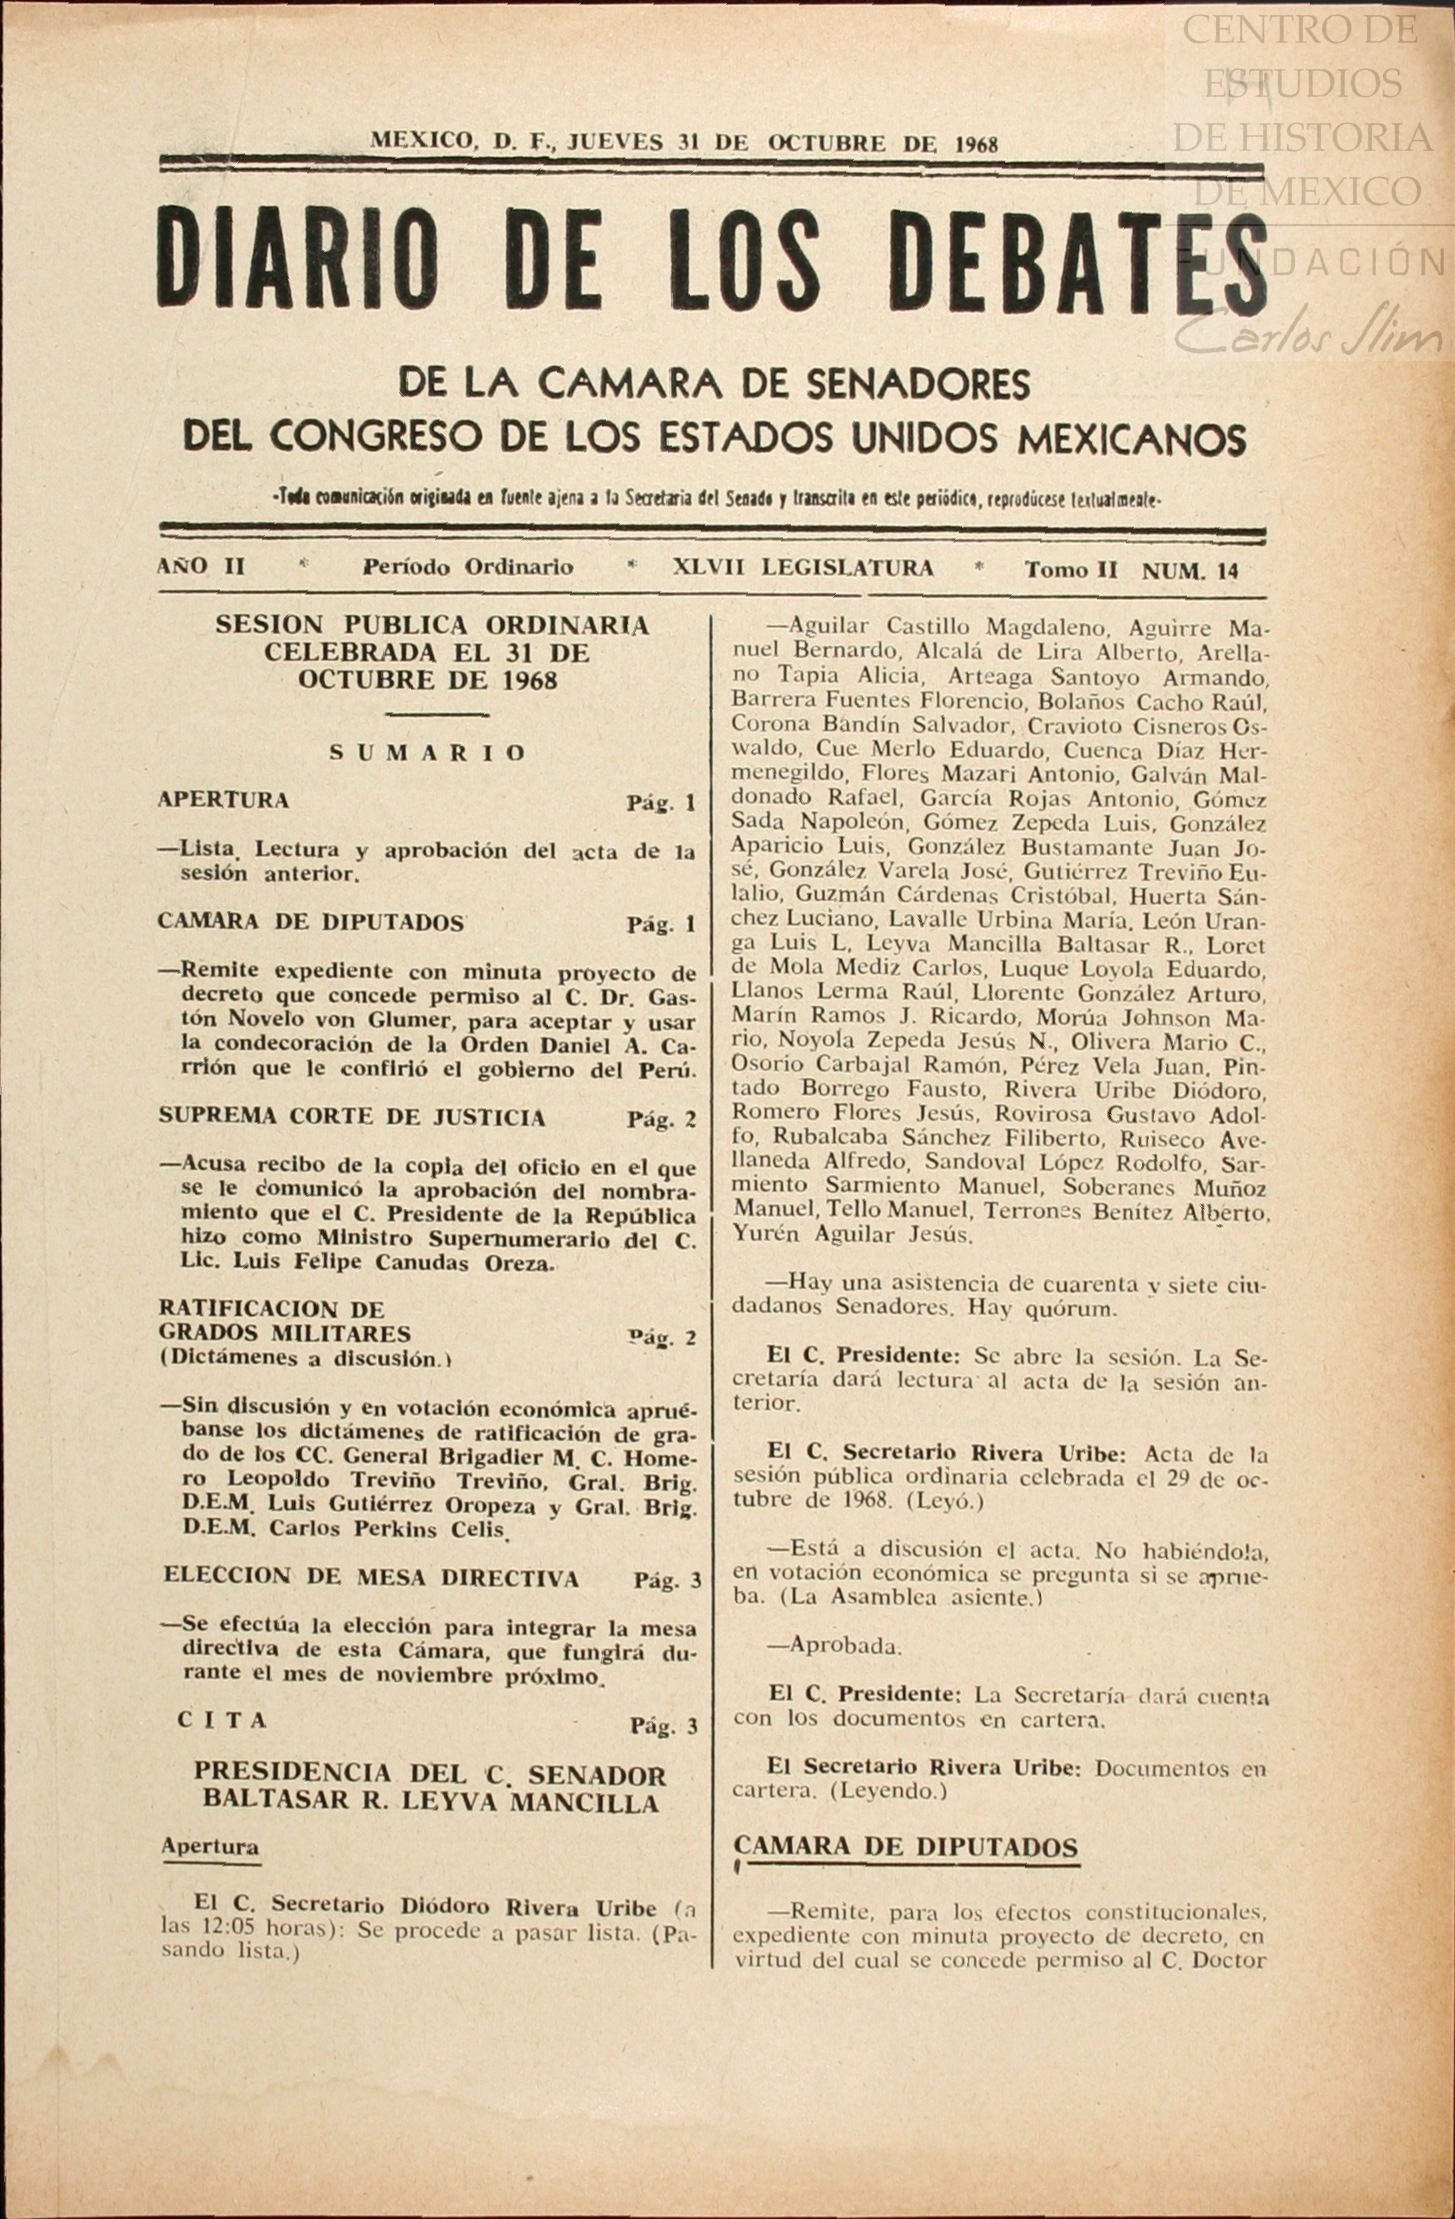 CENTRO DE
ESTUDIOS
DE HISTORIA
DE MEXICO
FUNDACIÓN
Carlos Slim
MEXICO, D. F., JUEVES 31 DE OCTUBRE DE 1968
DIARIO DE LOS DEBATES
DE LA CAMARA DE SENADORES
DEL CONGRESO DE LOS ESTADOS UNIDOS MEXICANOS
-Toda comunicación originada en fuente ajena a la Secretaría del Senado y transcrita en este periódico, reprodúcese textualmente-
AÑO II * Período Ordinario * XLVII LEGISLATURA * Tomo II NUM. 14
SESION PUBLICA ORDINARIA
CELEBRADA EL 31 DE
OCTUBRE DE 1968
S U M A R I O
APERTURA Pág. 1
—Lista. Lectura y aprobación del acta de la
sesión anterior.
CAMARA DE DIPUTADOS Pág. 1
—Remite expediente con minuta proyecto de
decreto que concede permiso al C. Dr. Gas-
tón Novelo von Glumer, para aceptar y usar
la condecoración de la Orden Daniel A. Ca-
rrión que le confirió el gobierno del Perú.
SUPREMA CORTE DE JUSTICIA Pág. 2
—Acusa recibo de la copia del oficio en el que
se le comunicó la aprobación del nombra-
miento que el C. Presidente de la República
hizo como Ministro Supernumerario del C.
Lic. Luis Felipe Canudas Oreza.
RATIFICACION DE
GRADOS MILITARES Pág. 2
(Dictámenes a discusión.)
—Sin discusión y en votación económica aprué-
banse los dictámenes de ratificación de gra-
do de los CC. General Brigadier M. C. Home-
ro Leopoldo Treviño Treviño, Gral. Brig.
D.E.M. Luis Gutiérrez Oropeza y Gral. Brig.
D.E.M. Carlos Perkins Celis.
ELECCION DE MESA DIRECTIVA Pág. 3
—Se efectúa la elección para integrar la mesa
directiva de esta Cámara, que fungirá du-
rante el mes de noviembre próximo.
C I T A Pág. 3
PRESIDENCIA DEL C. SENADOR
BALTASAR R. LEYVA MANCILLA
Apertura
El C. Secretario Diódoro Rivera Uribe (a
las 12:05 horas): Se procede a pasar lista. (Pa-
sando lista.)
—Aguilar Castillo Magdaleno, Aguirre Ma-
nuel Bernardo, Alcalá de Lira Alberto, Arella-
no Tapia Alicia, Arteaga Santoyo Armando,
Barrera Fuentes Florencio, Bolaños Cacho Raúl,
Corona Bandín Salvador, Cravioto Cisneros Os-
waldo, Cue Merlo Eduardo, Cuenca Díaz Her-
menegildo, Flores Mazari Antonio, Galván Mal-
donado Rafael, García Rojas Antonio, Gómez
Sada Napoleón, Gómez Zepeda Luis, González
Aparicio Luis, González Bustamante Juan Jo-
sé, González Varela José, Gutiérrez Treviño Eu-
lalio, Guzmán Cárdenas Cristóbal, Huerta Sán-
chez Luciano, Lavalle Urbina María, León Uran-
ga Luis L, Leyva Mancilla Baltasar R., Loret
de Mola Mediz Carlos, Luque Loyola Eduardo,
Llanos Lerma Raúl, Llorente González Arturo,
Marín Ramos J. Ricardo, Morúa Johnson Ma-
rio, Noyola Zepeda Jesús N., Olivera Mario C.,
Osorio Carbajal Ramón, Pérez Vela Juan, Pin-
tado Borrego Fausto, Rivera Uribe Diódoro,
Romero Flores Jesús, Rovirosa Gustavo Adol-
fo, Rubalcaba Sánchez Filiberto, Ruiseco Ave-
llaneda Alfredo, Sandoval López Rodolfo, Sar-
miento Sarmiento Manuel, Soberanes Muñoz
Manuel, Tello Manuel, Terrones Benítez Alberto,
Yurén Aguilar Jesús.
—Hay una asistencia de cuarenta y siete ciu-
dadanos Senadores. Hay quórum.
El C. Presidente: Se abre la sesión. La Se-
cretaría dará lectura al acta de la sesión an-
terior.
El C. Secretario Rivera Uribe: Acta de la
sesión pública ordinaria celebrada el 29 de oc-
tubre de 1968. (Leyó.)
—Está a discusión el acta. No habiéndola,
en votación económica se pregunta si se aprue-
ba. (La Asamblea asiente.)
—Aprobada.
El C. Presidente: La Secretaría dará cuenta
con los documentos en cartera.
El Secretario Rivera Uribe: Documentos en
cartera. (Leyendo.)
CAMARA DE DIPUTADOS
—Remite, para los efectos constitucionales,
expediente con minuta proyecto de decreto, en
virtud del cual se concede permiso al C. Doctor